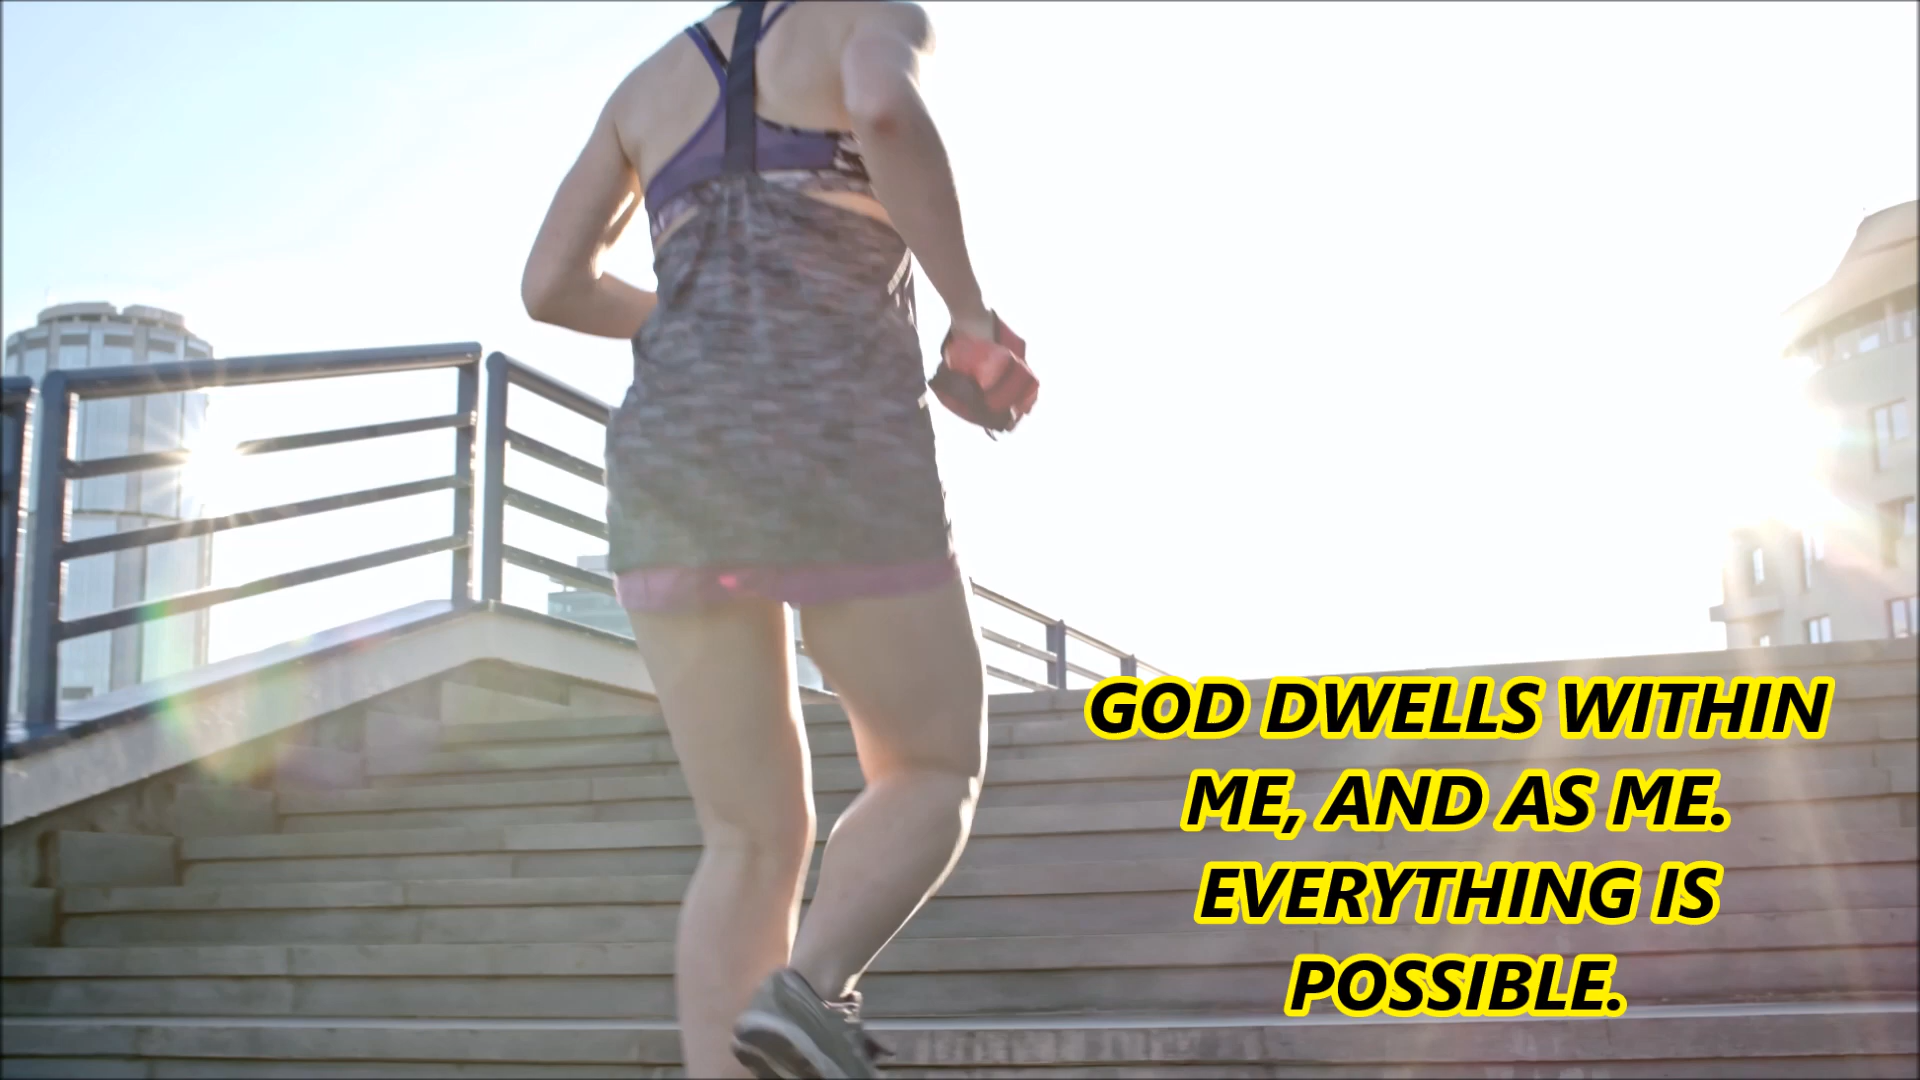 GOD DWELLS WITHIN
ME, AND AS ME.
EVERYTHING IS
POSSIBLE.